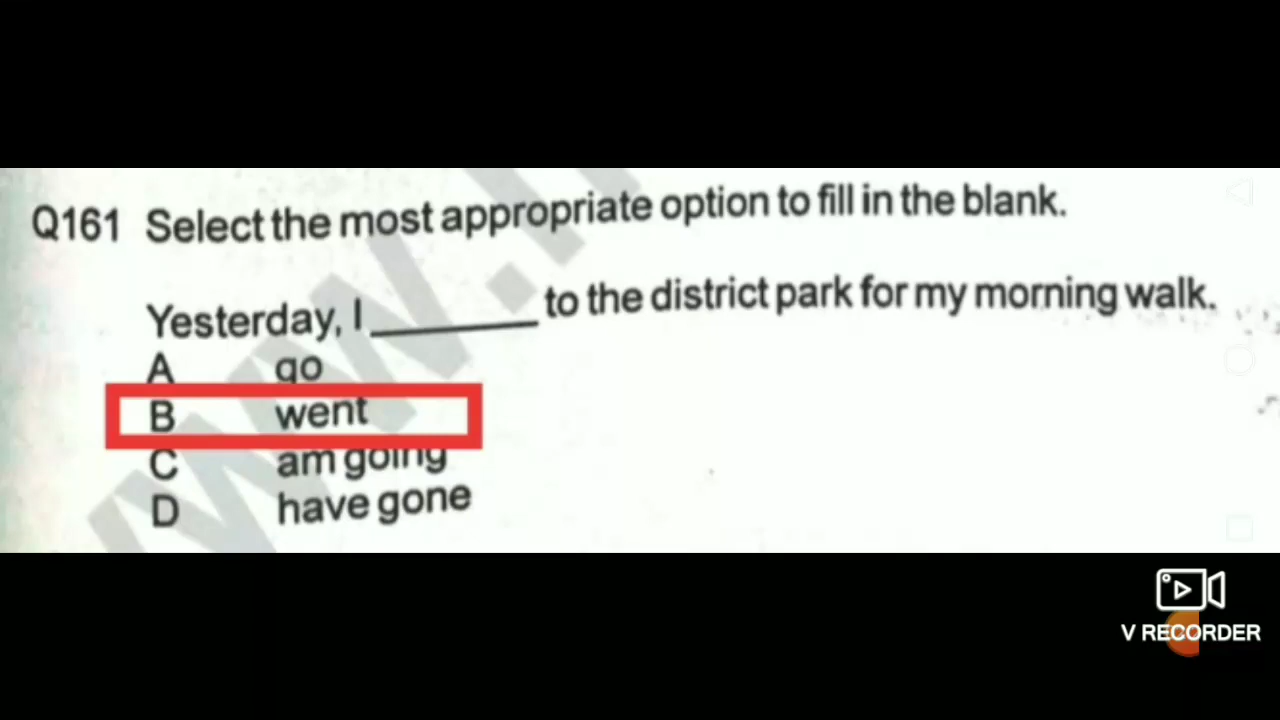 Q161 Select the most appropriate option to fill in the blank.
Yesterday, I ________ to the district park for my morning walk.
A go
B went
C am going
D have gone
V RECORDER